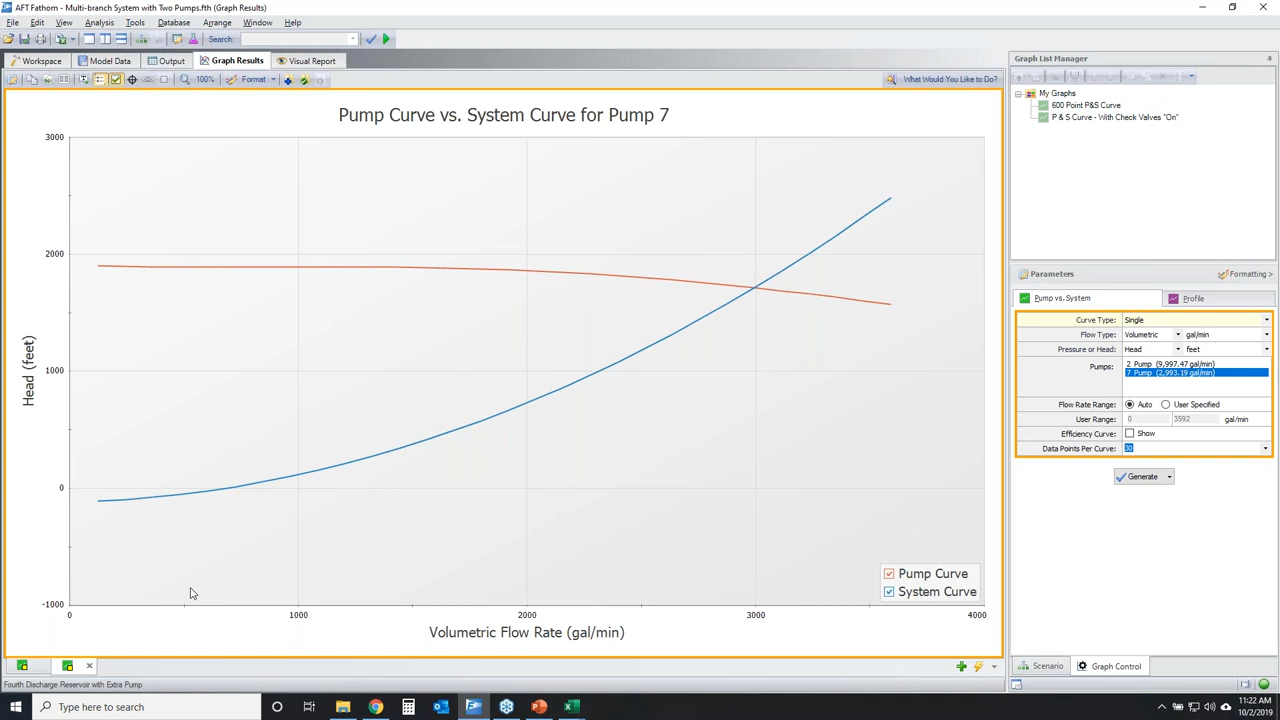 AFT Fathom - Multi-branch System with Two Pumps.fth (Graph Results)
File Edit View Analysis Tools Database Arrange Window Help
Search:
Workspace Model Data Output Graph Results Visual Report
100% Format What Would You Like to Do?
Pump Curve vs. System Curve for Pump 7
3000
2000
1000
0
-1000
Head (feet)
0 1000 2000 3000 4000
Volumetric Flow Rate (gal/min)
Pump Curve
System Curve
Graph List Manager
My Graphs
600 Point P&S Curve
P & S Curve - With Check Valves "On"
Parameters Formatting >
Pump vs. System Profile
Curve Type: Single
Flow Type: Volumetric gal/min
Pressure or Head: Head feet
Pumps: 2 Pump (9,997.47 gal/min)
7 Pump (2,993.19 gal/min)
Flow Rate Range: Auto User Specified
User Range: 0 3592 gal/min
Efficiency Curve: Show
Data Points Per Curve: 30
Generate
Scenario Graph Control
Fourth Discharge Reservoir with Extra Pump
Type here to search
11:22 AM
10/2/2019